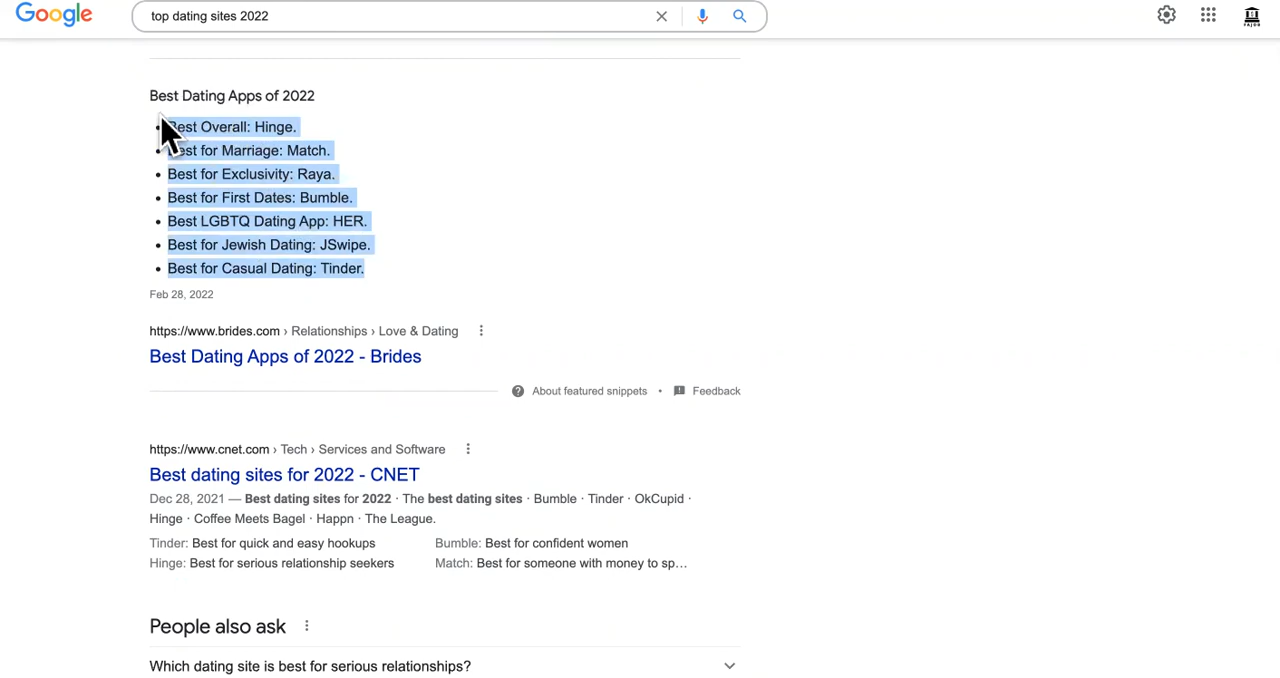 Google
top dating sites 2022
Best Dating Apps of 2022
Best Overall: Hinge.
Best for Marriage: Match.
Best for Exclusivity: Raya.
Best for First Dates: Bumble.
Best LGBTQ Dating App: HER.
Best for Jewish Dating: JSwipe.
Best for Casual Dating: Tinder.
Feb 28, 2022
https://www.brides.com › Relationships › Love & Dating
Best Dating Apps of 2022 - Brides
About featured snippets • Feedback
https://www.cnet.com › Tech › Services and Software
Best dating sites for 2022 - CNET
Dec 28, 2021 — Best dating sites for 2022 · The best dating sites · Bumble · Tinder · OkCupid ·
Hinge · Coffee Meets Bagel · Happn · The League.
Tinder: Best for quick and easy hookups Bumble: Best for confident women
Hinge: Best for serious relationship seekers Match: Best for someone with money to sp...
People also ask
Which dating site is best for serious relationships?